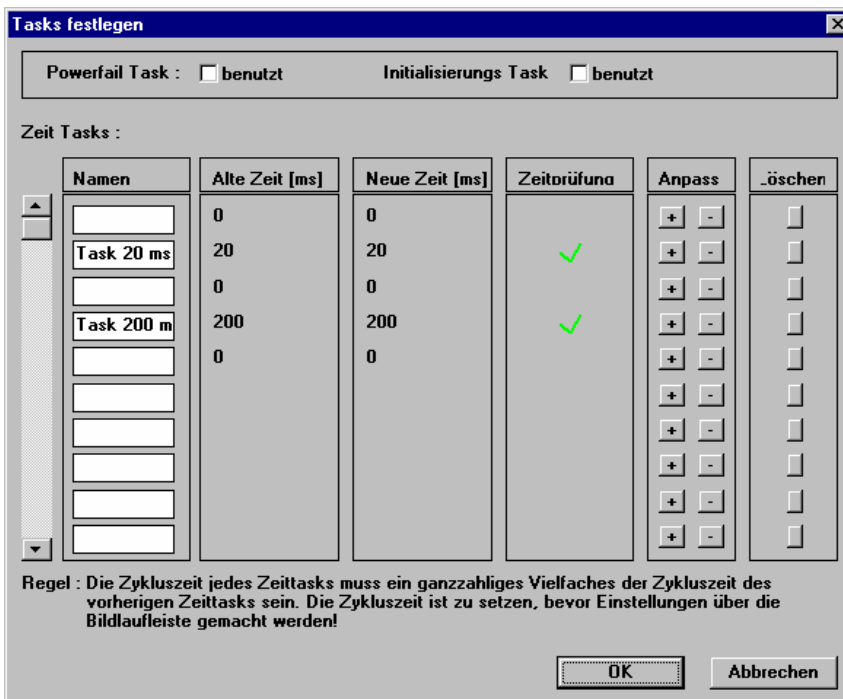 Tasks festlegen
Powerfail Task : benutzt Initialisierungs Task benutzt
Zeit Tasks :
Namen Alte Zeit [ms] Neue Zeit [ms] Zeitprüfung Anpass Löschen
0 0 + -
Task 20 ms 20 20 + -
0 0 + -
Task 200 m 200 200 + -
0 0 + -
+ -
+ -
+ -
+ -
+ -
Regel : Die Zykluszeit jedes Zeittasks muss ein ganzzahliges Vielfaches der Zykluszeit des
vorherigen Zeittasks sein. Die Zykluszeit ist zu setzen, bevor Einstellungen über die
Bildlaufleiste gemacht werden!
OK Abbrechen